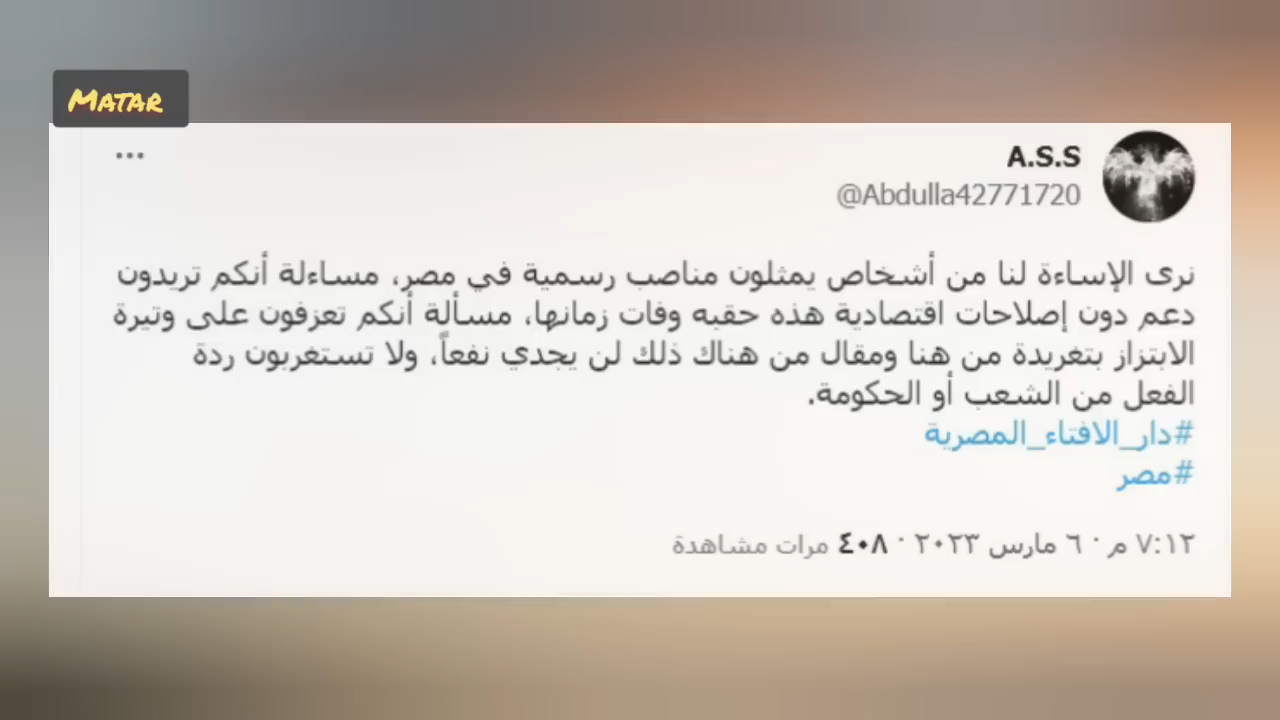 MATAR
A.S.S
@Abdulla42771720
نرى الإساءة لنا من أشخاص يمثلون مناصب رسمية في مصر، مساءلة أنكم تريدون
دعم دون إصلاحات اقتصادية هذه حقبه وفات زمانها، مسألة أنكم تعزفون على وتيرة
الابتزاز بتغريدة من هنا ومقال من هناك ذلك لن يجدي نفعاً، ولا تستغربون ردة
الفعل من الشعب أو الحكومة.
#دار_الافتاء_المصرية
#مصر
٧:١٢ م · ٦ مارس ٢٠٢٣ · ٤٠٨ مرات مشاهدة